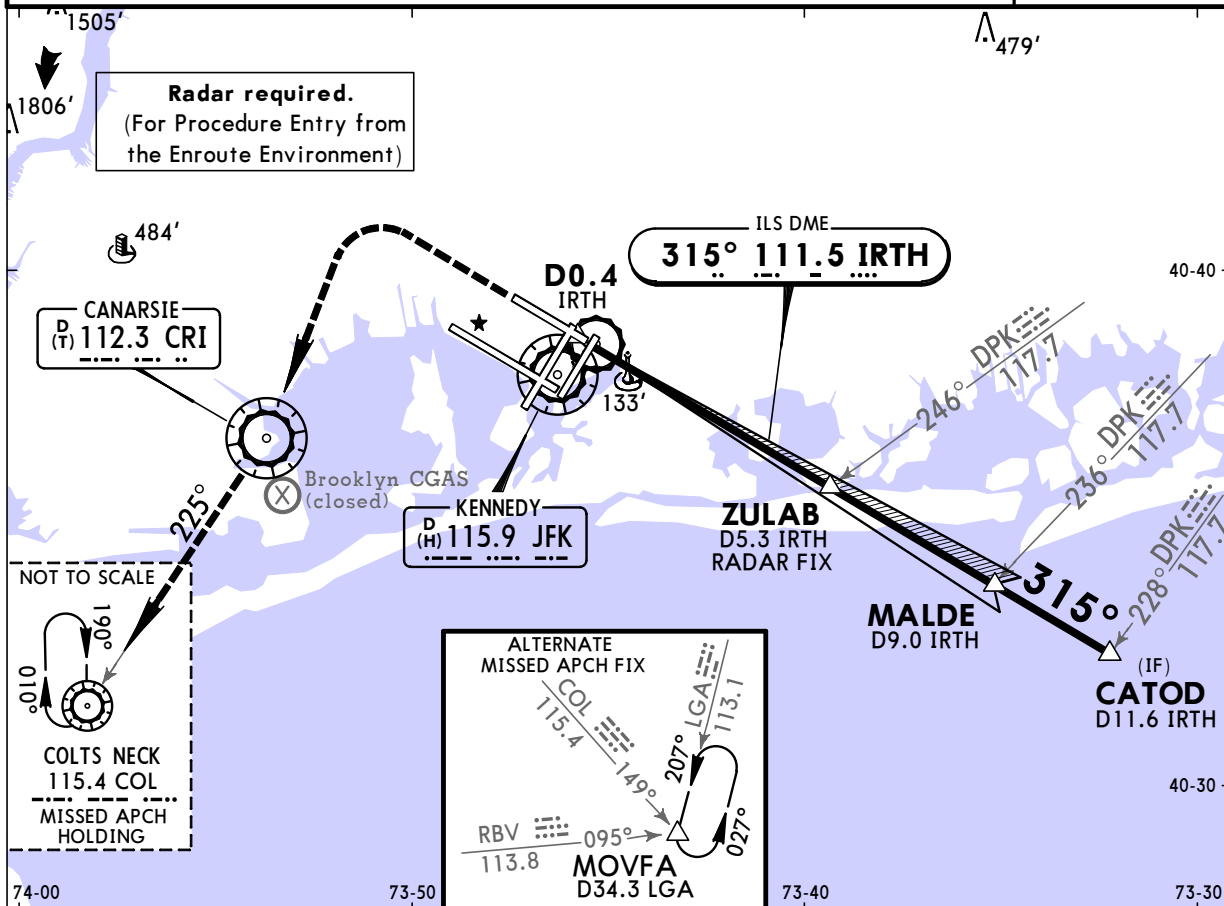 1505'
479'
1806'
Radar required.
(For Procedure Entry from
the Enroute Environment)
484'
ILS DME
315° 111.5 IRTH
40-40
D0.4
IRTH
CANARSIE
D
(T) 112.3 CRI
DPK
117.7
246°
133'
DPK
117.7
236°
Brooklyn CGAS
(closed)
KENNEDY
D
(H) 115.9 JFK
ZULAB
D5.3 IRTH
RADAR FIX
DPK
117.7
228°
225°
NOT TO SCALE
315°
MALDE
D9.0 IRTH
190°
010°
(IF)
CATOD
D11.6 IRTH
ALTERNATE
MISSED APCH FIX
COL
115.4
149°
LGA
113.1
207°
027°
COLTS NECK
115.4 COL
MISSED APCH
HOLDING
40-30
RBV
113.8
095°
MOVFA
D34.3 LGA
74-00
73-50
73-40
73-30
X